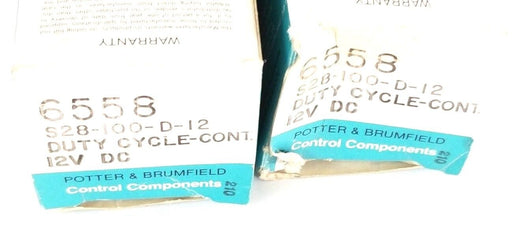 WARRANTY
6558
S28-100-D-12
DUTY CYCLE-CONT.
12V DC
POTTER & BRUMFIELD
Control Components
210
WARRANTY
6558
S28-100-D-12
DUTY CYCLE-CONT.
12V DC
POTTER & BRUMFIELD
Control Components
210